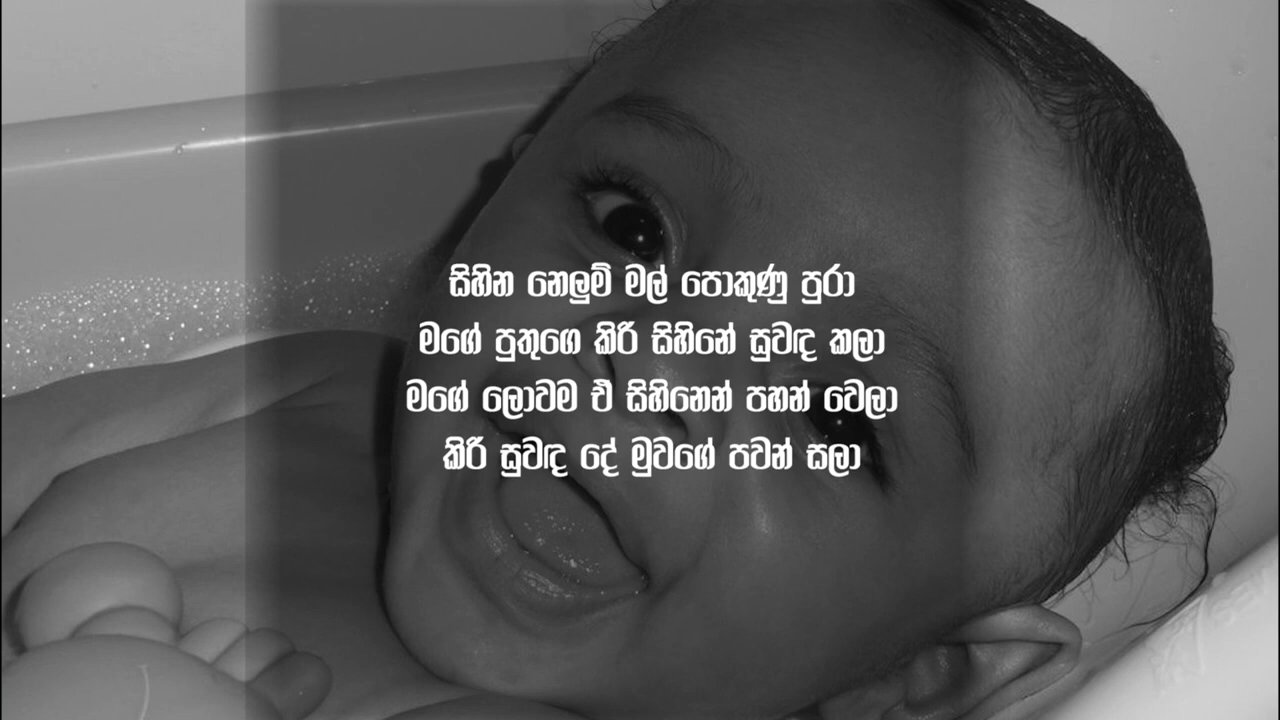 සිහින නෙලුම් මල් පොකුණු පුරා
මගේ පුතුගෙ කිරි සිහිනේ සුවඳ කලා
මගේ ලොවම ඒ සිහිනෙන් පහන් වෙලා
කිරි සුවඳ දේ මුවගේ පවන් සලා